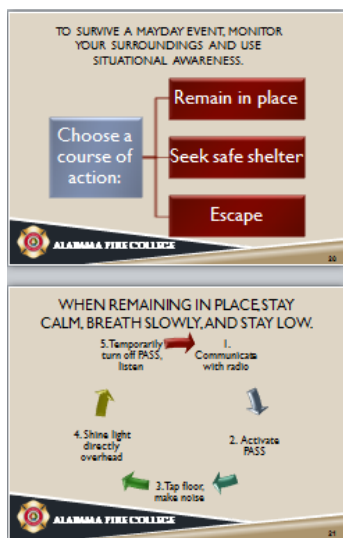 TO SURVIVE A MAYDAY EVENT, MONITOR
YOUR SURROUNDINGS AND USE
SITUATIONAL AWARENESS.
Choose a
course of
action:
Remain in place
Seek safe shelter
Escape
ALABAMA FIRE COLLEGE
20
WHEN REMAINING IN PLACE, STAY
CALM, BREATH SLOWLY, AND STAY LOW.
1.
Communicate
with radio
2. Activate
PASS
3. Tap floor,
make noise
4. Shine light
directly
overhead
5. Temporarily
turn off PASS,
listen
ALABAMA FIRE COLLEGE
21